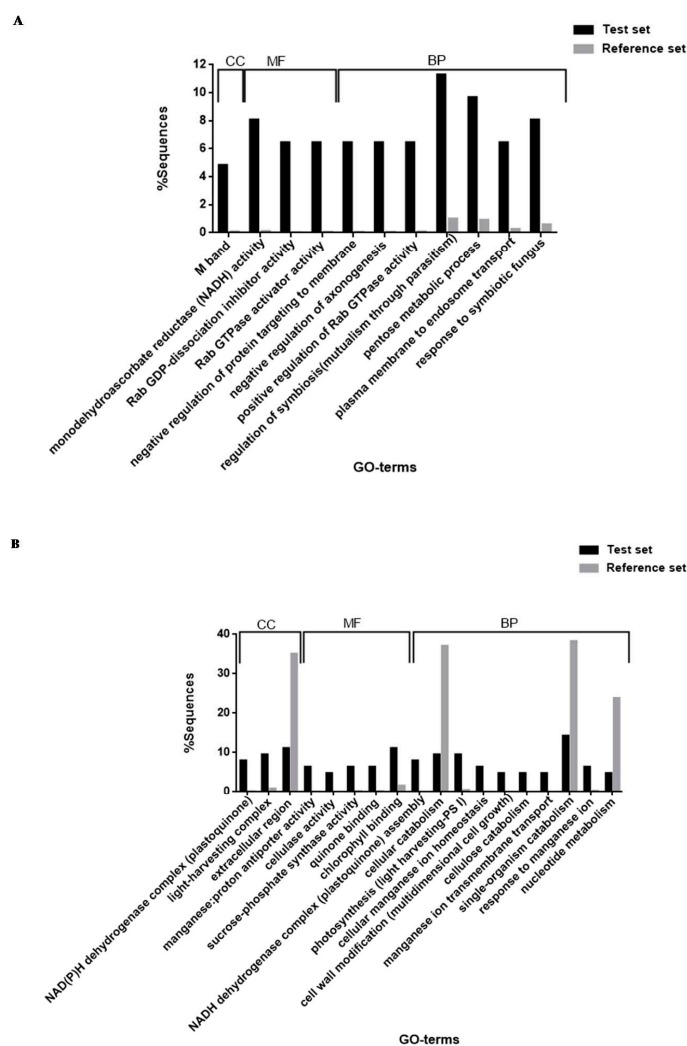 A
Test set
Reference set
CC
MF
BP
12
10
8
6
4
2
0
%Sequences
M band
monodehydroascorbate reductase (NADH) activity
Rab GDP-dissociation inhibitor activity
Rab GTPase activator activity
negative regulation of protein targeting to membrane
negative regulation of axonogenesis
positive regulation of Rab GTPase activity
regulation of symbiosis(mutualism through parasitism)
pentose metabolic process
plasma membrane to endosome transport
response to symbiotic fungus
GO-terms
B
Test set
Reference set
CC
MF
BP
40
30
20
10
0
%Sequences
NAD(P)H dehydrogenase complex (plastoquinone)
light-harvesting complex
extracellular region
manganese:proton antiporter activity
cellulase activity
sucrose-phosphate synthase activity
quinone binding
chlorophyll binding
NADH dehydrogenase complex (plastoquinone) assembly
cellular catabolism
photosynthesis (light harvesting-PS I)
cellular manganese ion homeostasis
cell wall modification (multidimensional cell growth)
cellulose catabolism
manganese ion transmembrane transport
single-organism catabolism
response to manganese ion
nucleotide metabolism
GO-terms